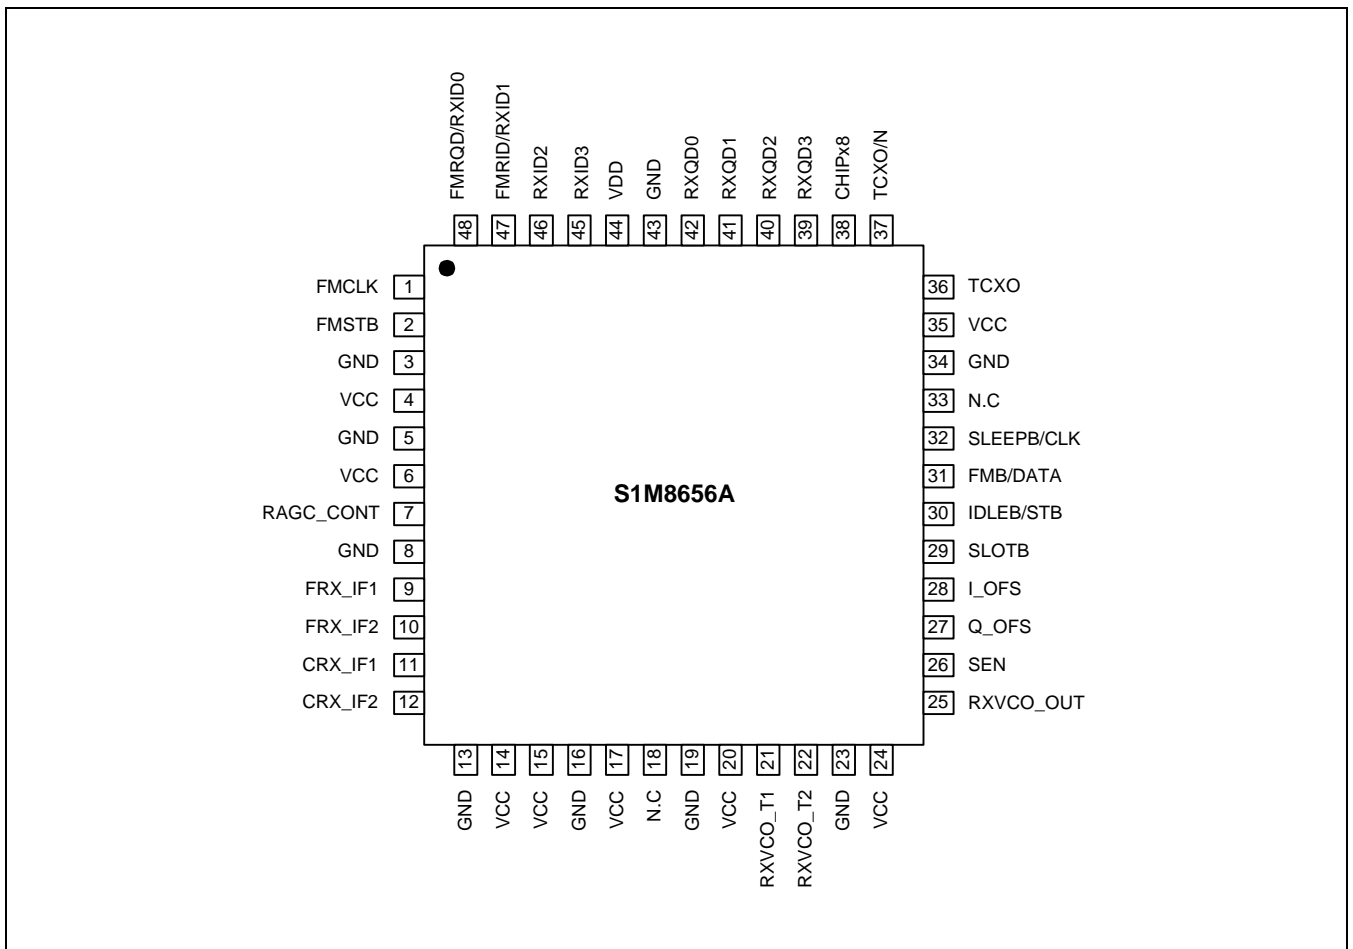 FMRQD/RXID0
FMRID/RXID1
RXID2
RXID3
VDD
GND
RXQD0
RXQD1
RXQD2
RXQD3
CHIPx8
TCXO/N
48 47 46 45 44 43 42 41 40 39 38 37
FMCLK 1
FMSTB 2
GND 3
VCC 4
GND 5
VCC 6
RAGC_CONT 7
GND 8
FRX_IF1 9
FRX_IF2 10
CRX_IF1 11
CRX_IF2 12
S1M8656A
36 TCXO
35 VCC
34 GND
33 N.C
32 SLEEPB/CLK
31 FMB/DATA
30 IDLEB/STB
29 SLOTB
28 I_OFS
27 Q_OFS
26 SEN
25 RXVCO_OUT
13 14 15 16 17 18 19 20 21 22 23 24
GND
VCC
VCC
GND
VCC
N.C
GND
VCC
RXVCO_T1
RXVCO_T2
GND
VCC